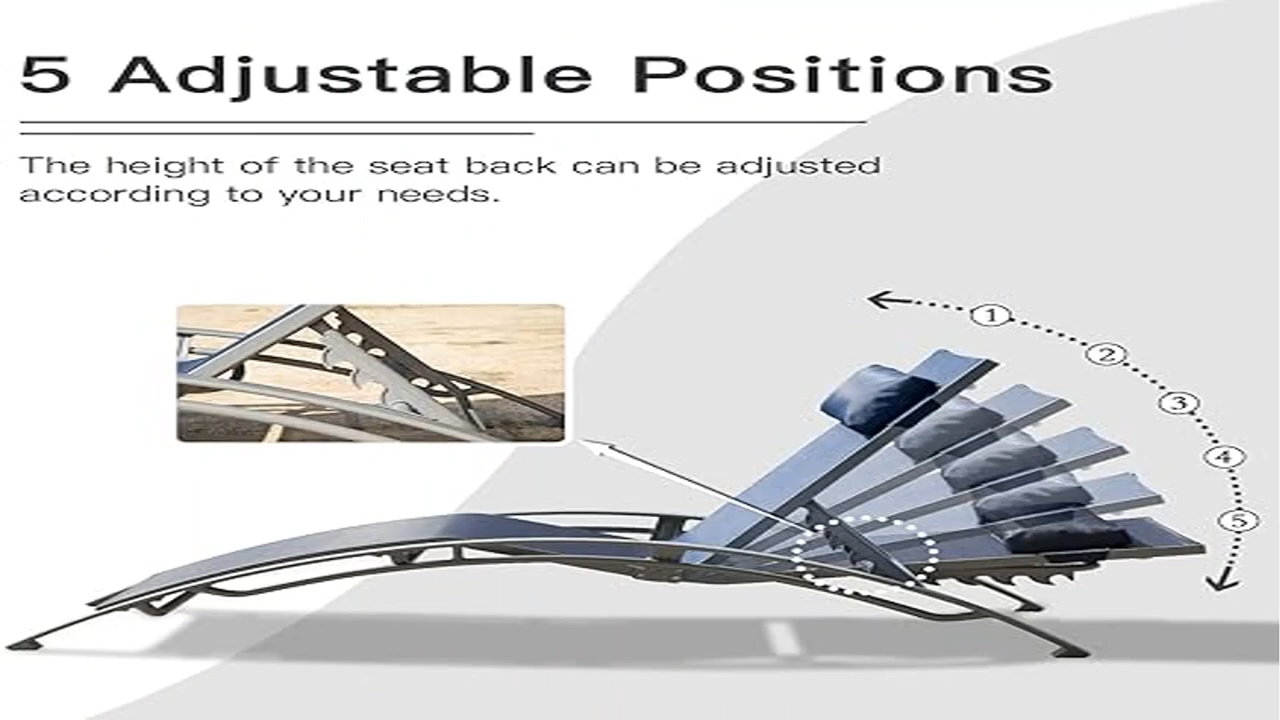 5 Adjustable Positions
The height of the seat back can be adjusted
according to your needs.
1
2
3
4
5